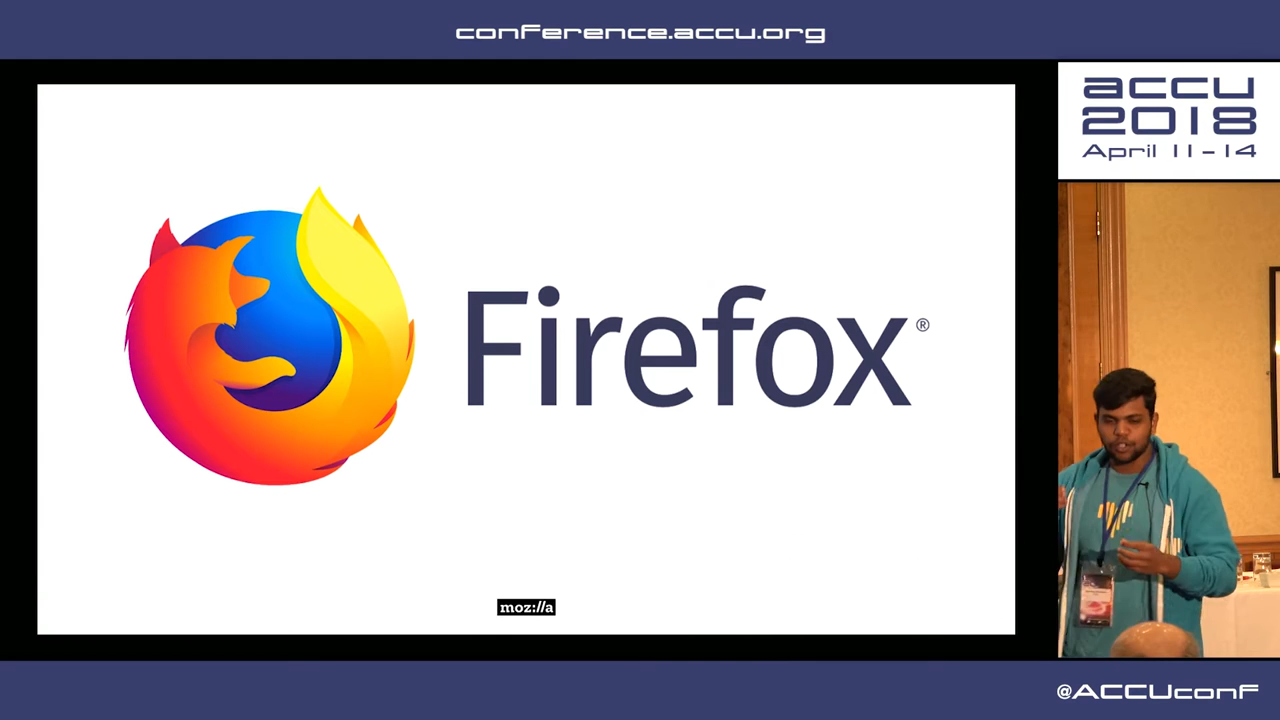 conference.accu.org
accu
2018
April 11-14
Firefox®
moz://a
@ACCUconf